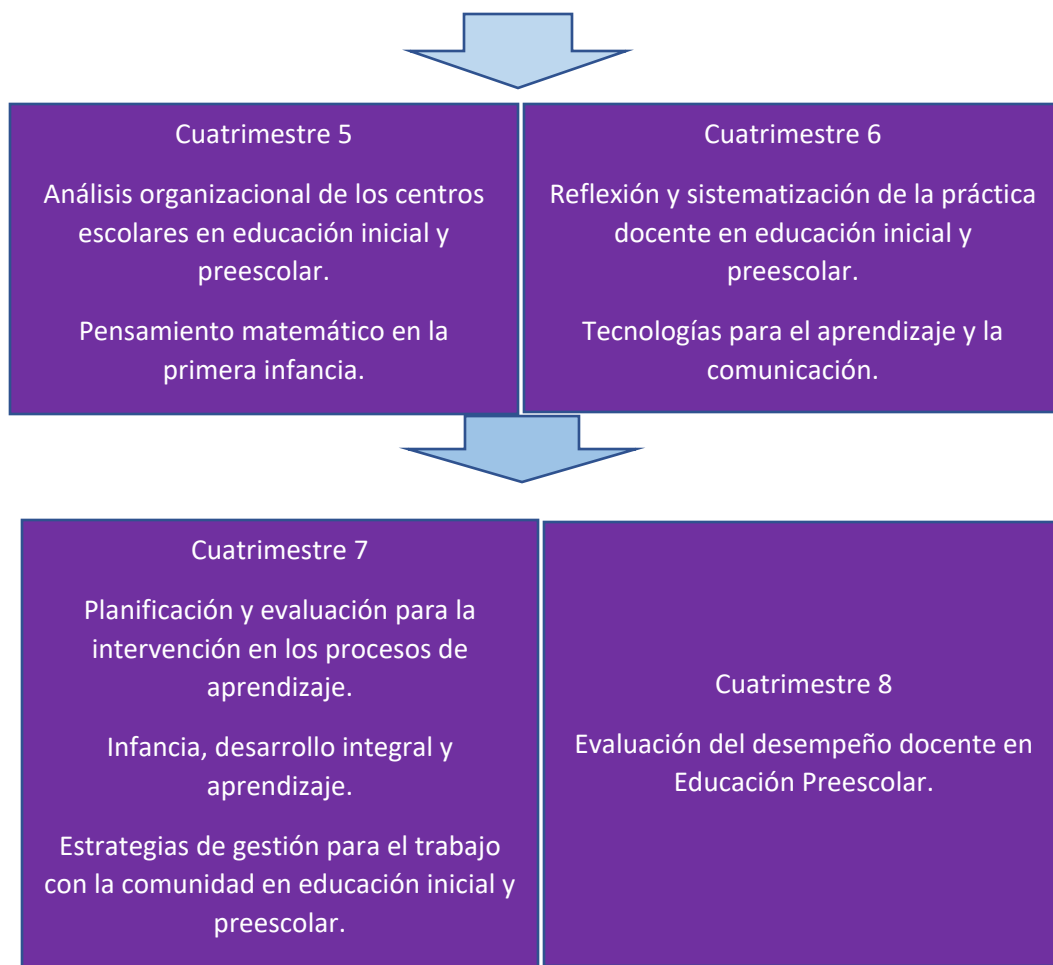 Cuatrimestre 5
Análisis organizacional de los centros
escolares en educación inicial y
preescolar.
Pensamiento matemático en la
primera infancia.
Cuatrimestre 6
Reflexión y sistematización de la práctica
docente en educación inicial y
preescolar.
Tecnologías para el aprendizaje y la
comunicación.
Cuatrimestre 7
Planificación y evaluación para la
intervención en los procesos de
aprendizaje.
Infancia, desarrollo integral y
aprendizaje.
Estrategias de gestión para el trabajo
con la comunidad en educación inicial y
preescolar.
Cuatrimestre 8
Evaluación del desempeño docente en
Educación Preescolar.